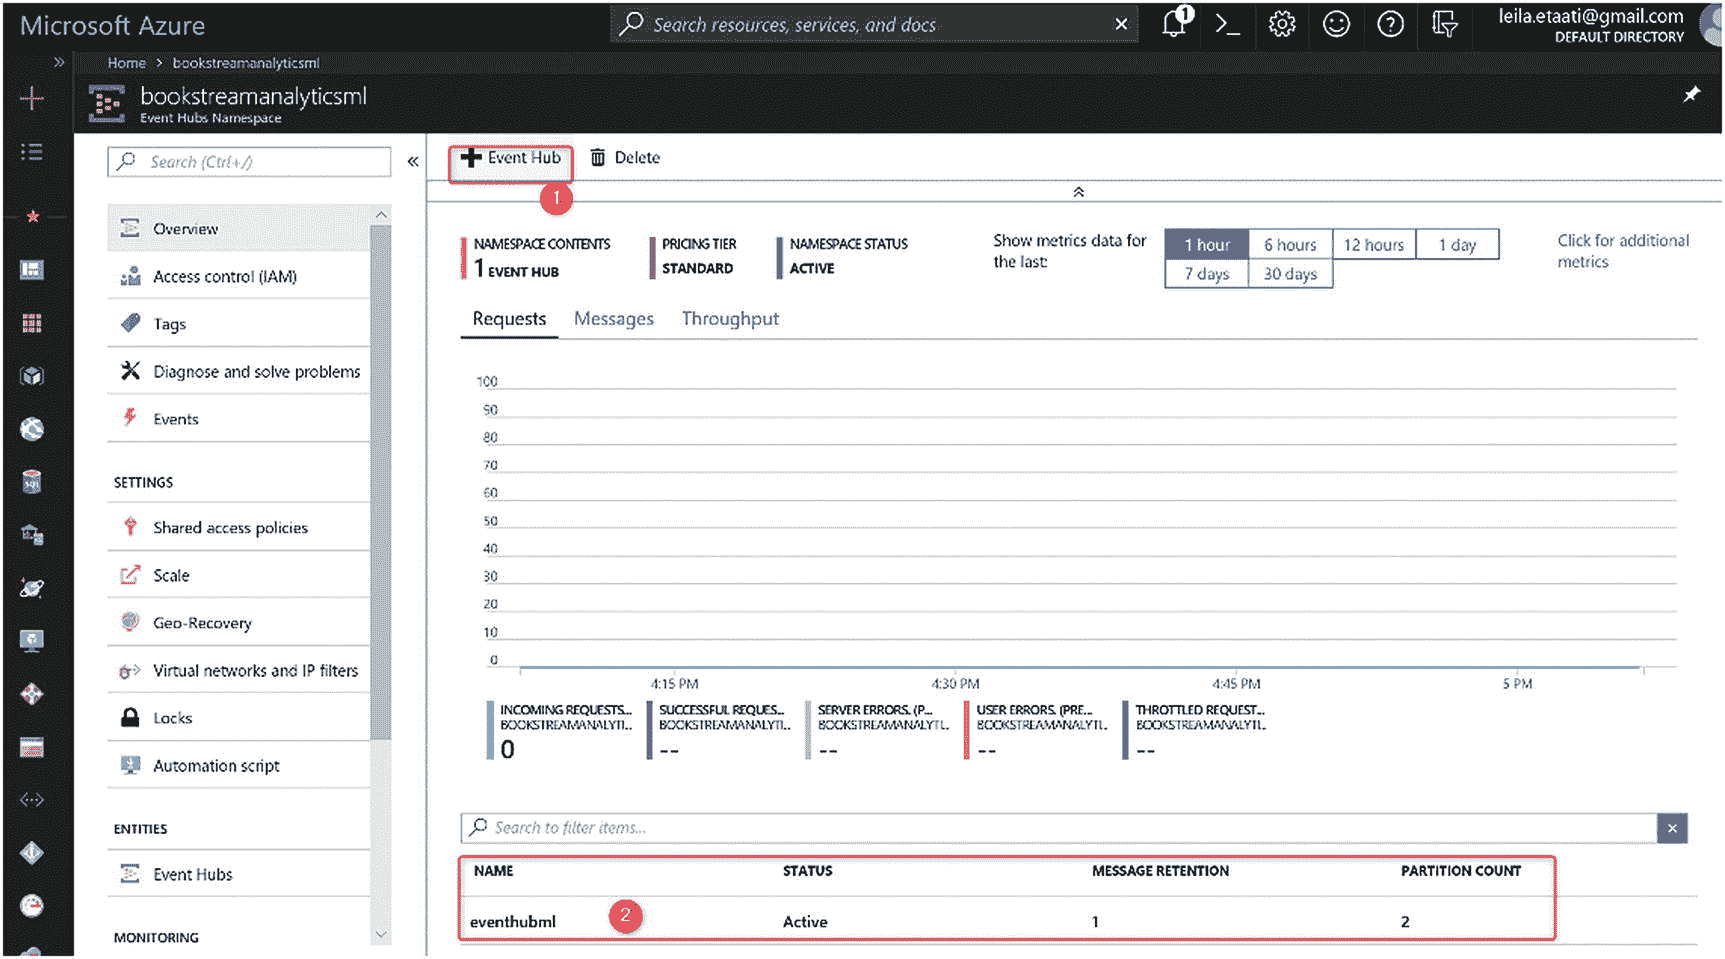 Microsoft Azure
Search resources, services, and docs
1
leila.etaati@gmail.com
DEFAULT DIRECTORY
Home > bookstreamanalyticsml
bookstreamanalyticsml
Event Hubs Namespace
Search (Ctrl+/)
Overview
Access control (IAM)
Tags
Diagnose and solve problems
Events
SETTINGS
Shared access policies
Scale
Geo-Recovery
Virtual networks and IP filters
Locks
Automation script
ENTITIES
Event Hubs
MONITORING
SQL
Event Hub
Delete
1
NAMESPACE CONTENTS
1 EVENT HUB
PRICING TIER
STANDARD
NAMESPACE STATUS
ACTIVE
Show metrics data for
the last:
1 hour 6 hours 12 hours 1 day
7 days 30 days
Click for additional
metrics
Requests Messages Throughput
100
90
80
70
60
50
40
30
20
10
0
4:15 PM 4:30 PM 4:45 PM 5 PM
INCOMING REQUESTS...
BOOKSTREAMANALYTI...
0
SUCCESSFUL REQUES...
BOOKSTREAMANALYTI...
--
SERVER ERRORS. (P...
BOOKSTREAMANALYTI...
--
USER ERRORS. (PRE...
BOOKSTREAMANALYTI...
--
THROTTLED REQUEST...
BOOKSTREAMANALYTI...
--
Search to filter items...
NAME STATUS MESSAGE RETENTION PARTITION COUNT
eventhubml 2 Active 1 2